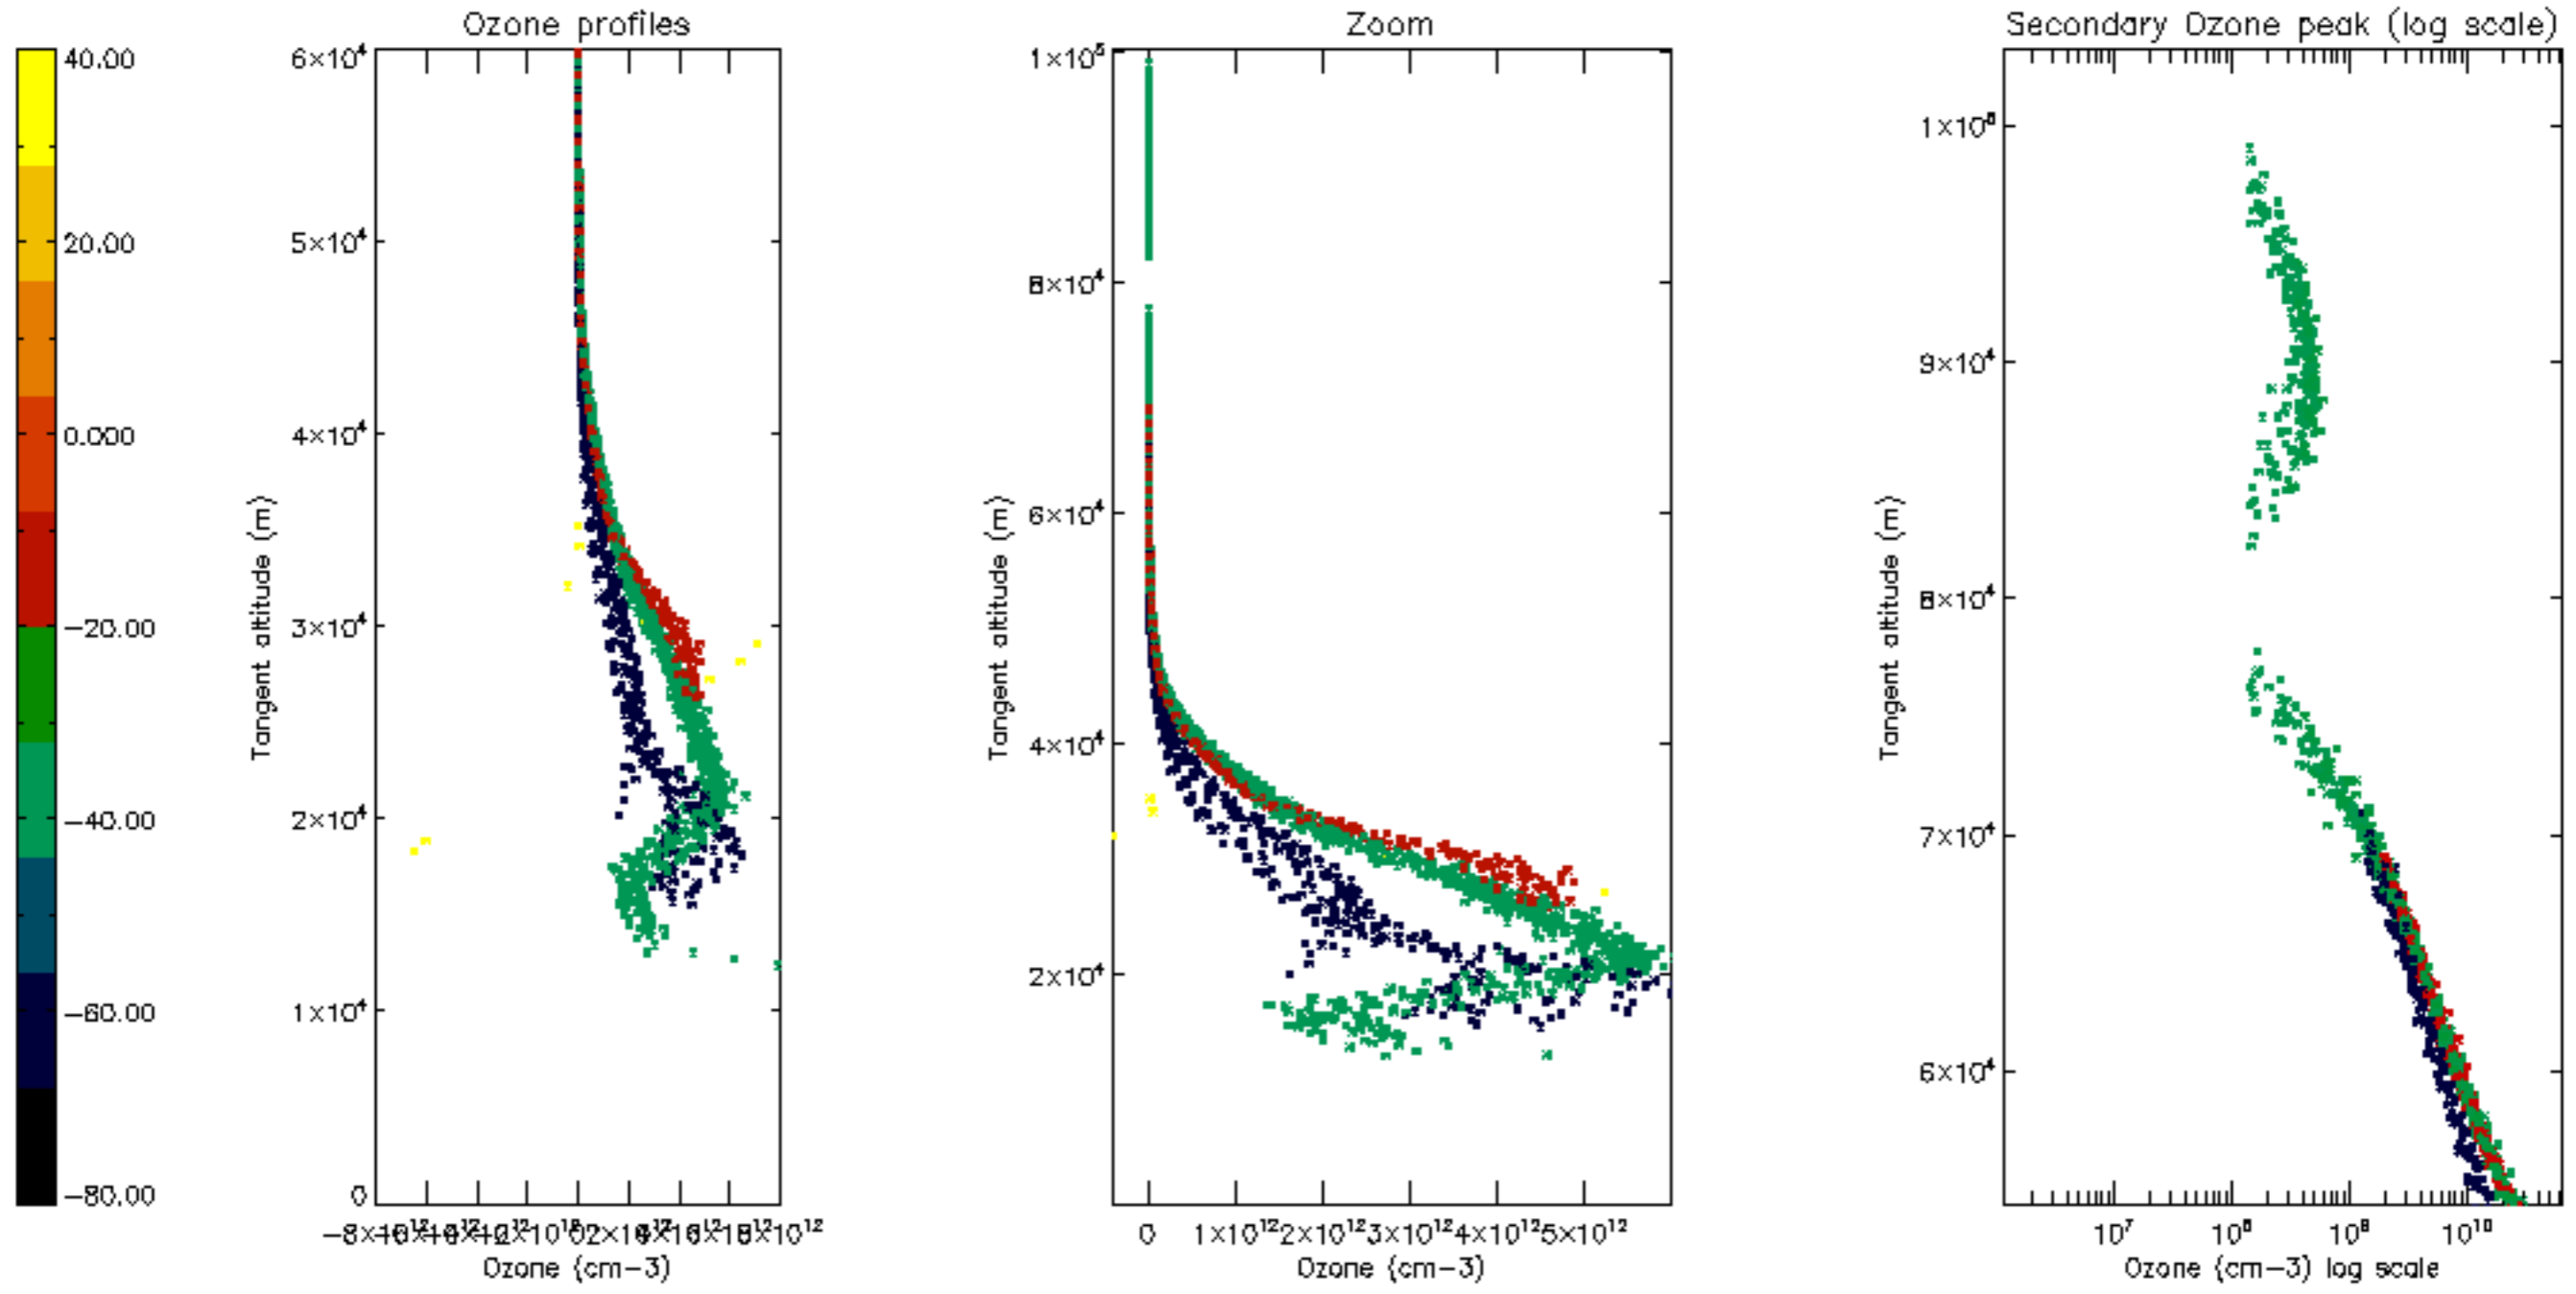 Ozone profiles
Zoom
Secondary Ozone peak (log scale)
40.00
20.00
0.000
−20.00
−40.00
−60.00
−80.00
6×10⁴
5×10⁴
4×10⁴
3×10⁴
2×10⁴
1×10⁴
0
Tangent altitude (m)
Ozone (cm−3)
1×10⁵
8×10⁴
6×10⁴
4×10⁴
2×10⁴
Tangent altitude (m)
0 1×10¹² 2×10¹² 3×10¹² 4×10¹² 5×10¹²
Ozone (cm−3)
1×10⁵
9×10⁴
8×10⁴
7×10⁴
6×10⁴
Tangent altitude (m)
10⁷ 10⁸ 10⁹ 10¹⁰
Ozone (cm−3) log scale